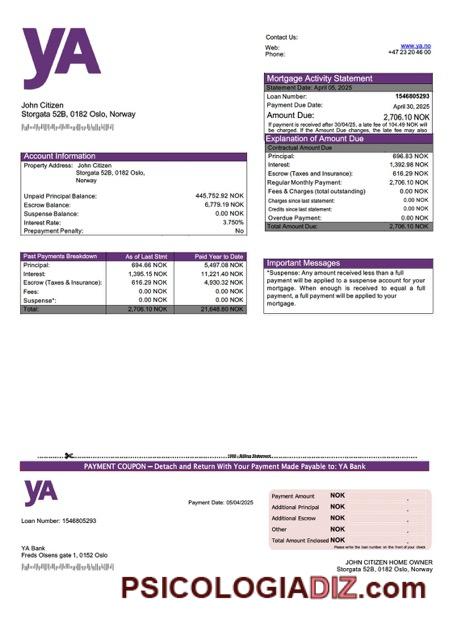 yA
Contact Us:
Web: www.ya.no
Phone: +47 23 20 46 00
Mortgage Activity Statement
Statement Date: April 05, 2025
Loan Number: 1546805293
Payment Due Date: April 30, 2025
Amount Due: 2,706.10 NOK
If payment is received after 30/04/25, a late fee of 104.49 NOK will
be charged. If the Amount Due changes, the late fee may also
John Citizen
Storgata 52B, 0182 Oslo, Norway
Explanation of Amount Due
Contractual Amount Due
Principal: 696.83 NOK
Interest: 1,392.98 NOK
Escrow (Taxes and Insurance): 616.29 NOK
Regular Monthly Payment: 2,706.10 NOK
Fees & Charges (total outstanding) 0.00 NOK
Charges since last statement: 0.00 NOK
Credits since last statement: 0.00 NOK
Overdue Payment: 0.00 NOK
Total Amount Due: 2,706.10 NOK
Account Information
Property Address: John Citizen
Storgata 52B, 0182 Oslo,
Norway
Unpaid Principal Balance: 445,752.92 NOK
Escrow Balance: 6,779.19 NOK
Suspense Balance: 0.00 NOK
Interest Rate: 3.750%
Prepayment Penalty: No
Past Payments Breakdown As of Last Stmt Paid Year to Date
Principal: 694.66 NOK 5,497.08 NOK
Interest: 1,395.15 NOK 11,221.40 NOK
Escrow (Taxes & Insurance): 616.29 NOK 4,930.32 NOK
Fees: 0.00 NOK 0.00 NOK
Suspense*: 0.00 NOK 0.00 NOK
Total: 2,706.10 NOK 21,648.80 NOK
Important Messages
*Suspense: Any amount received less than a full
payment will be applied to a suspense account for your
mortgage. When enough is received to equal a full
payment, a full payment will be applied to your
mortgage.
Billing Statement
PAYMENT COUPON – Detach and Return With Your Payment Made Payable to: YA Bank
yA
Payment Date: 05/04/2025
Loan Number: 1546805293
Payment Amount NOK .
Additional Principal NOK .
Additional Escrow NOK .
Other NOK .
Total Amount Enclosed NOK .
Please write the loan number on the front of your check
YA Bank
Freds Olsens gate 1, 0152 Oslo
JOHN CITIZEN HOME OWNER
Storgata 52B, 0182 Oslo, Norway
PSICOLOGIADIZ.com